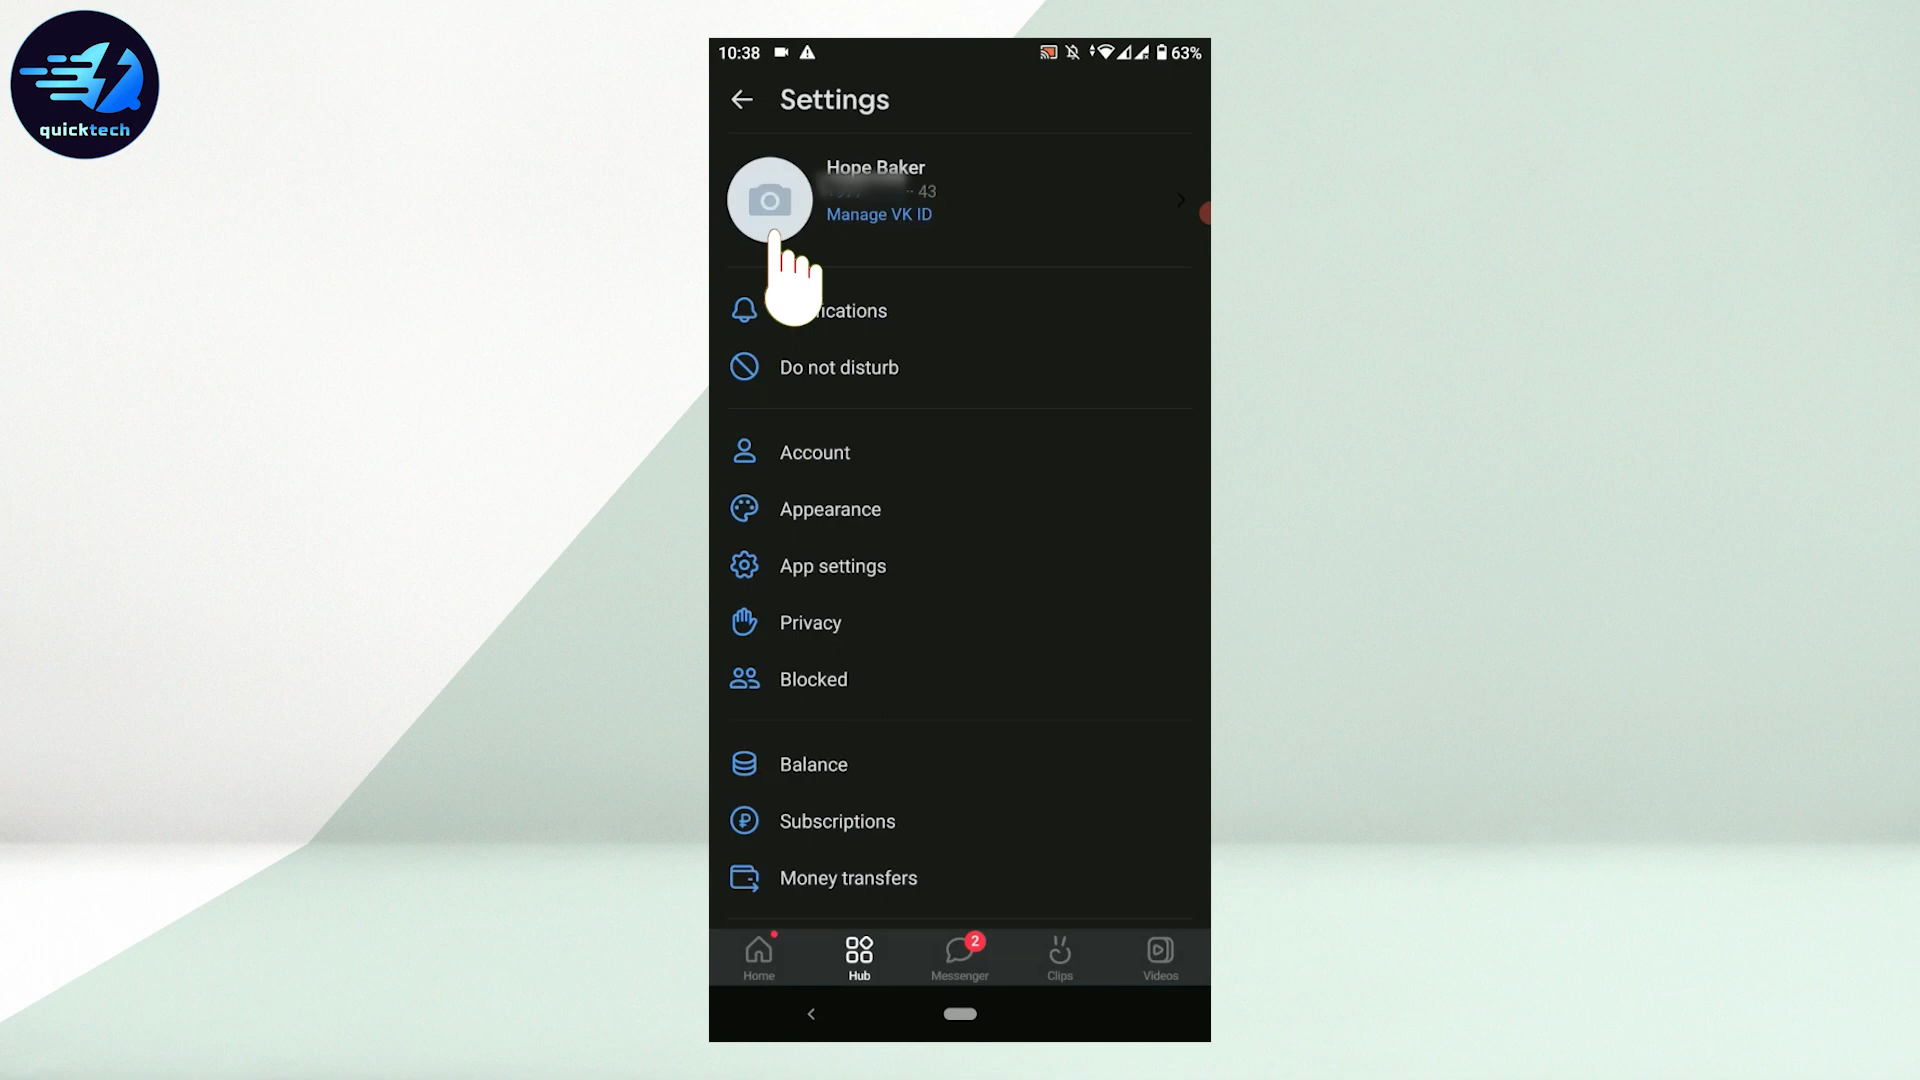 quicktech
10:38
63%
Settings
Hope Baker
43
Manage VK ID
ications
Do not disturb
Account
Appearance
App settings
Privacy
Blocked
Balance
Subscriptions
Money transfers
2
Home
Hub
Messenger
Clips
Videos